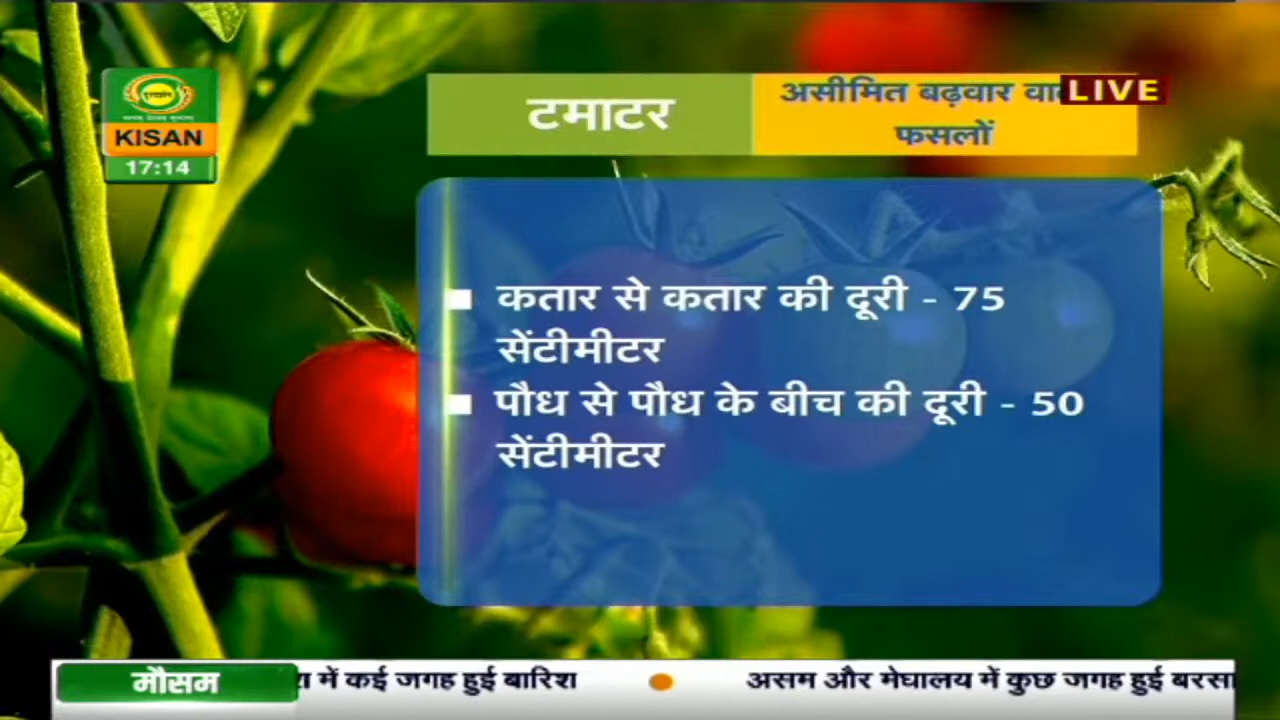 KISAN
17:14
टमाटर
असीमित बढ़वार
LIVE
फसलों
कतार से कतार की दूरी - 75
सेंटीमीटर
पौध से पौध के बीच की दूरी - 50
सेंटीमीटर
मौसम
में कई जगह हुई बारिश
असम और मेघालय में कुछ जगह हुई